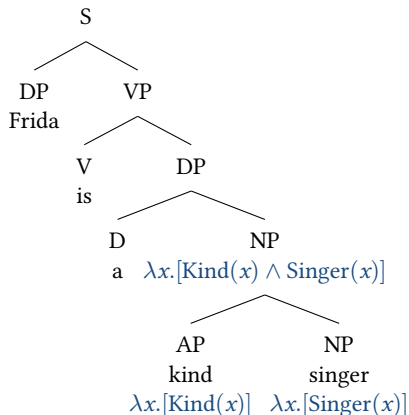 S
DP VP
Frida
V DP
is
D NP
a λx.[Kind(x) ∧ Singer(x)]
AP NP
kind singer
λx.[Kind(x)] λx.[Singer(x)]